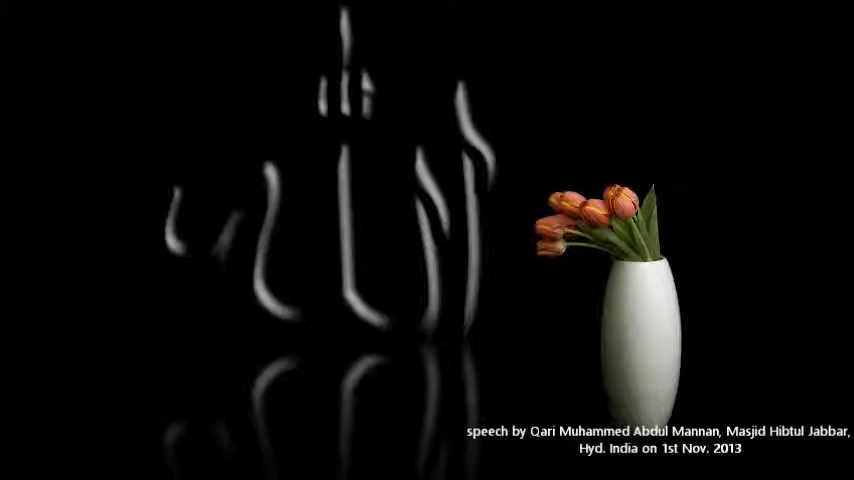 الله
speech by Qari Muhammed Abdul Mannan, Masjid Hibtul Jabbar,
Hyd. India on 1st Nov. 2013